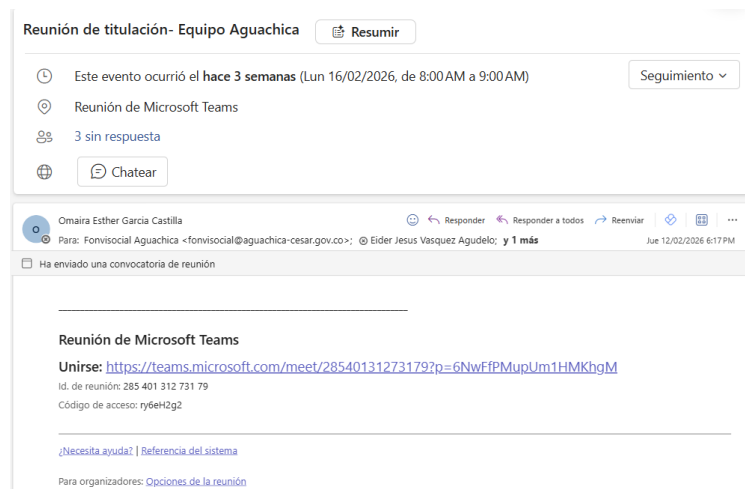 Reunión de titulación- Equipo Aguachica
Resumir
Este evento ocurrió el hace 3 semanas (Lun 16/02/2026, de 8:00 AM a 9:00 AM)
Seguimiento
Reunión de Microsoft Teams
3 sin respuesta
Chatear
O
Omaira Esther Garcia Castilla
Responder
Responder a todos
Reenviar
Para: Fonvisocial Aguachica <fonvisocial@aguachica-cesar.gov.co>; Eider Jesus Vasquez Agudelo; y 1 más
Jue 12/02/2026 6:17 PM
Ha enviado una convocatoria de reunión
Reunión de Microsoft Teams
Unirse: https://teams.microsoft.com/meet/28540131273179?p=6NwFfPMupUm1HMKhgM
Id. de reunión: 285 401 312 731 79
Código de acceso: ry6eH2g2
¿Necesita ayuda? | Referencia del sistema
Para organizadores: Opciones de la reunión